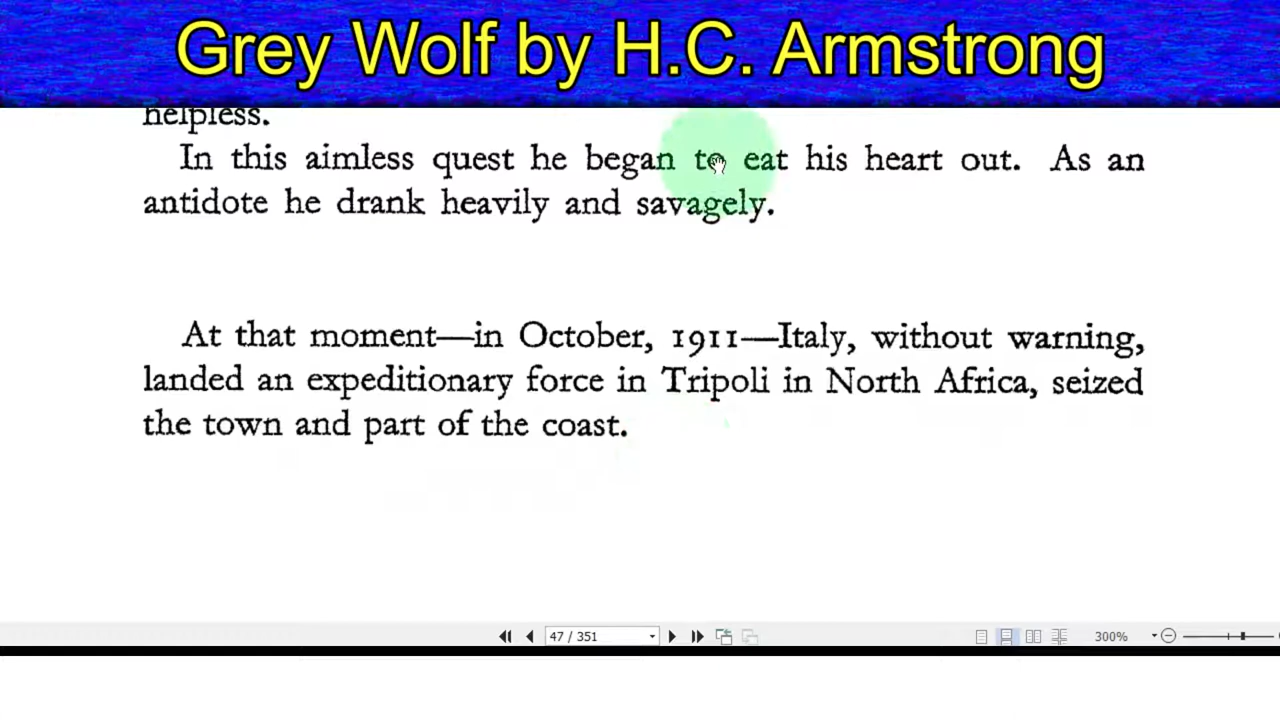 Grey Wolf by H.C. Armstrong
helpless.
In this aimless quest he began to eat his heart out. As an
antidote he drank heavily and savagely.
At that moment—in October, 1911—Italy, without warning,
landed an expeditionary force in Tripoli in North Africa, seized
the town and part of the coast.
47 / 351
300%